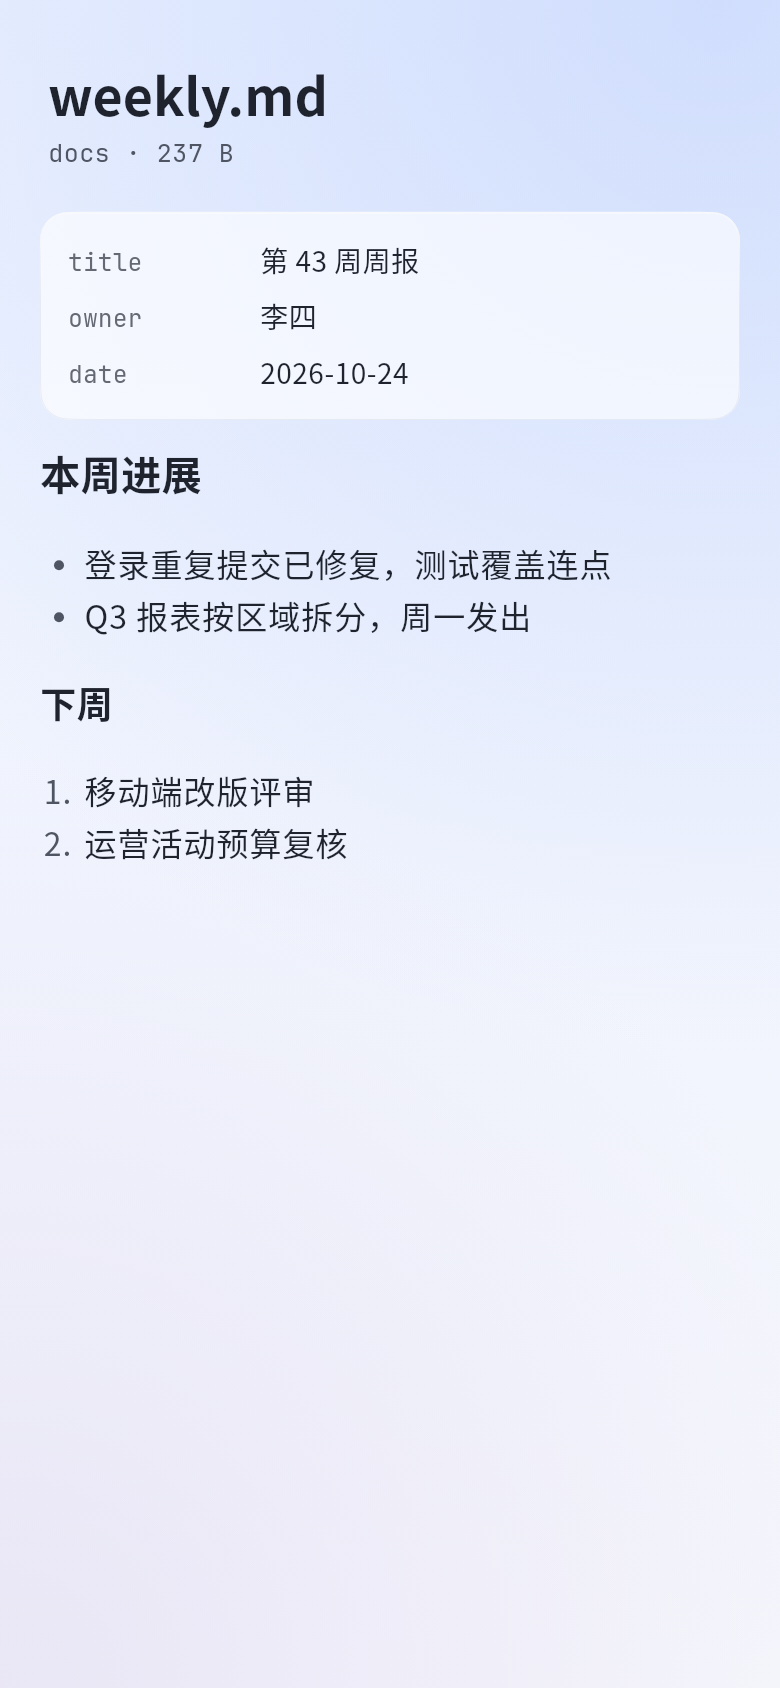 weekly.md
docs · 237 B
title 第 43 周周报
owner 李四
date 2026-10-24
本周进展
• 登录重复提交已修复，测试覆盖连点
• Q3 报表按区域拆分，周一发出
下周
1. 移动端改版评审
2. 运营活动预算复核